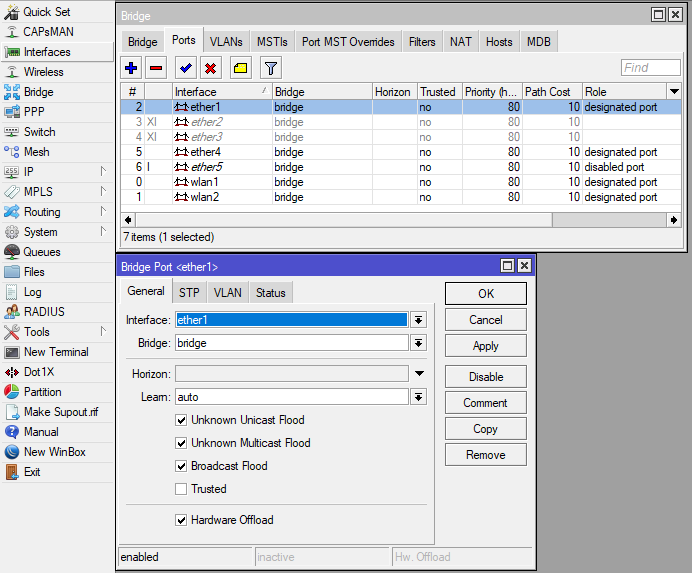 Quick Set
CAPsMAN
Interfaces
Wireless
Bridge
PPP
Switch
Mesh
IP
MPLS
Routing
System
Queues
Files
Log
RADIUS
Tools
New Terminal
Dot1X
Partition
Make Supout.rif
Manual
New WinBox
Exit
Bridge
Bridge Ports VLANs MSTIs Port MST Overrides Filters NAT Hosts MDB
Find
# Interface Bridge Horizon Trusted Priority (h... Path Cost Role
2 ether1 bridge no 80 10 designated port
3 XI ether2 bridge no 80 10
4 XI ether3 bridge no 80 10
5 ether4 bridge no 80 10 designated port
6 I ether5 bridge no 80 10 disabled port
0 wlan1 bridge no 80 10 designated port
1 wlan2 bridge no 80 10 designated port
7 items (1 selected)
Bridge Port <ether1>
General STP VLAN Status
Interface: ether1
Bridge: bridge
Horizon:
Learn: auto
Unknown Unicast Flood
Unknown Multicast Flood
Broadcast Flood
Trusted
Hardware Offload
OK
Cancel
Apply
Disable
Comment
Copy
Remove
enabled inactive Hw. Offload